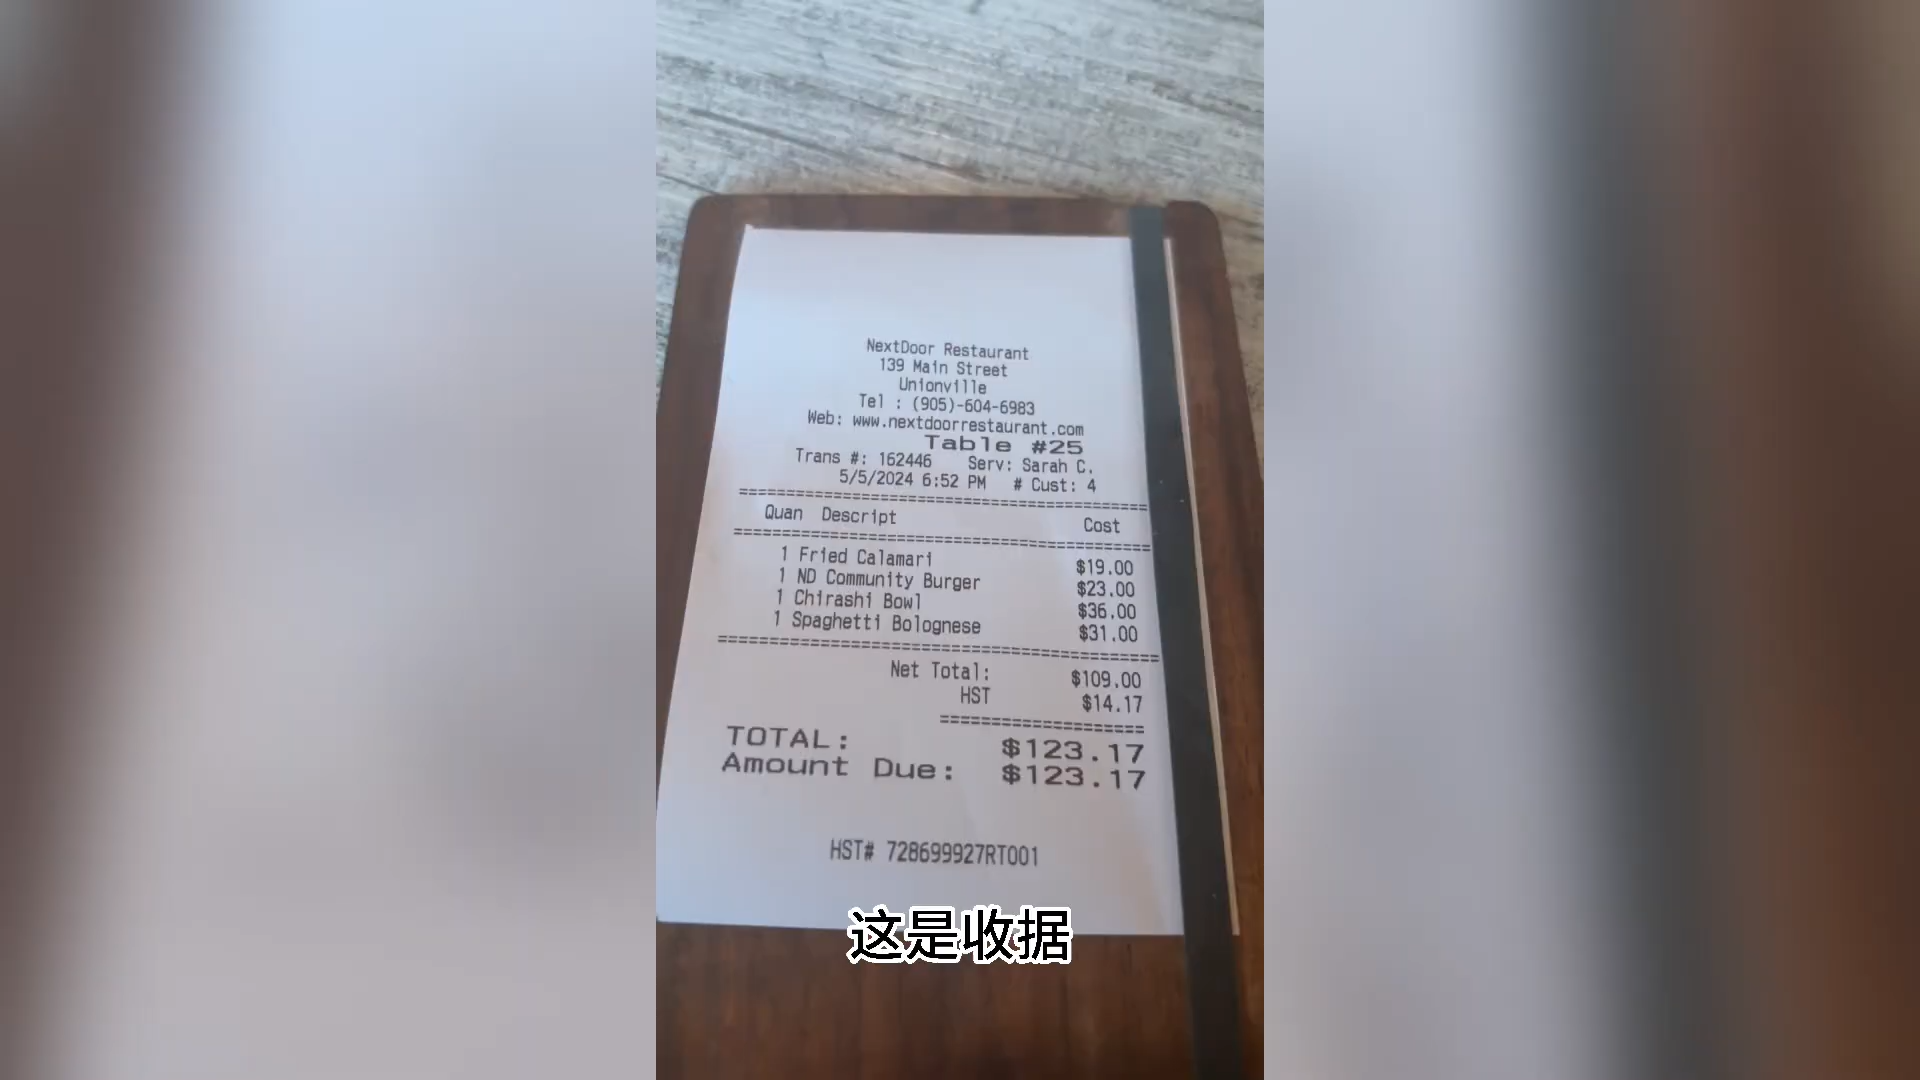 NextDoor Restaurant
139 Main Street
Unionville
Tel : (905)-604-6983
Web: www.nextdoorrestaurant.com
Table #25
Trans #: 162446 Serv: Sarah C.
5/5/2024 6:52 PM # Cust: 4
Quan Descript Cost
1 Fried Calamari $19.00
1 ND Community Burger $23.00
1 Chirashi Bowl $36.00
1 Spaghetti Bolognese $31.00
Net Total: $109.00
HST $14.17
TOTAL: $123.17
Amount Due: $123.17
HST# 728699927RT001
这是收据